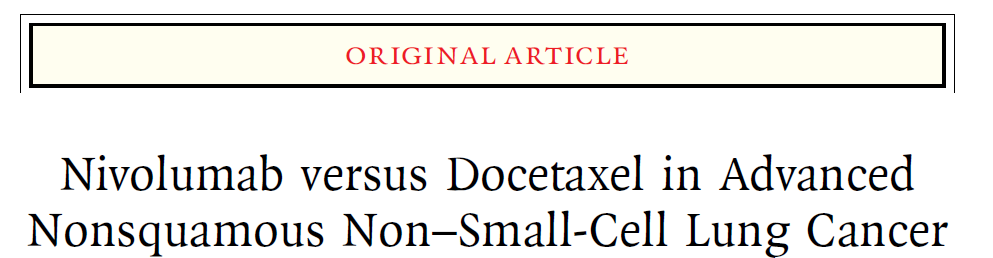 ORIGINAL ARTICLE
Nivolumab versus Docetaxel in Advanced
Nonsquamous Non–Small-Cell Lung Cancer